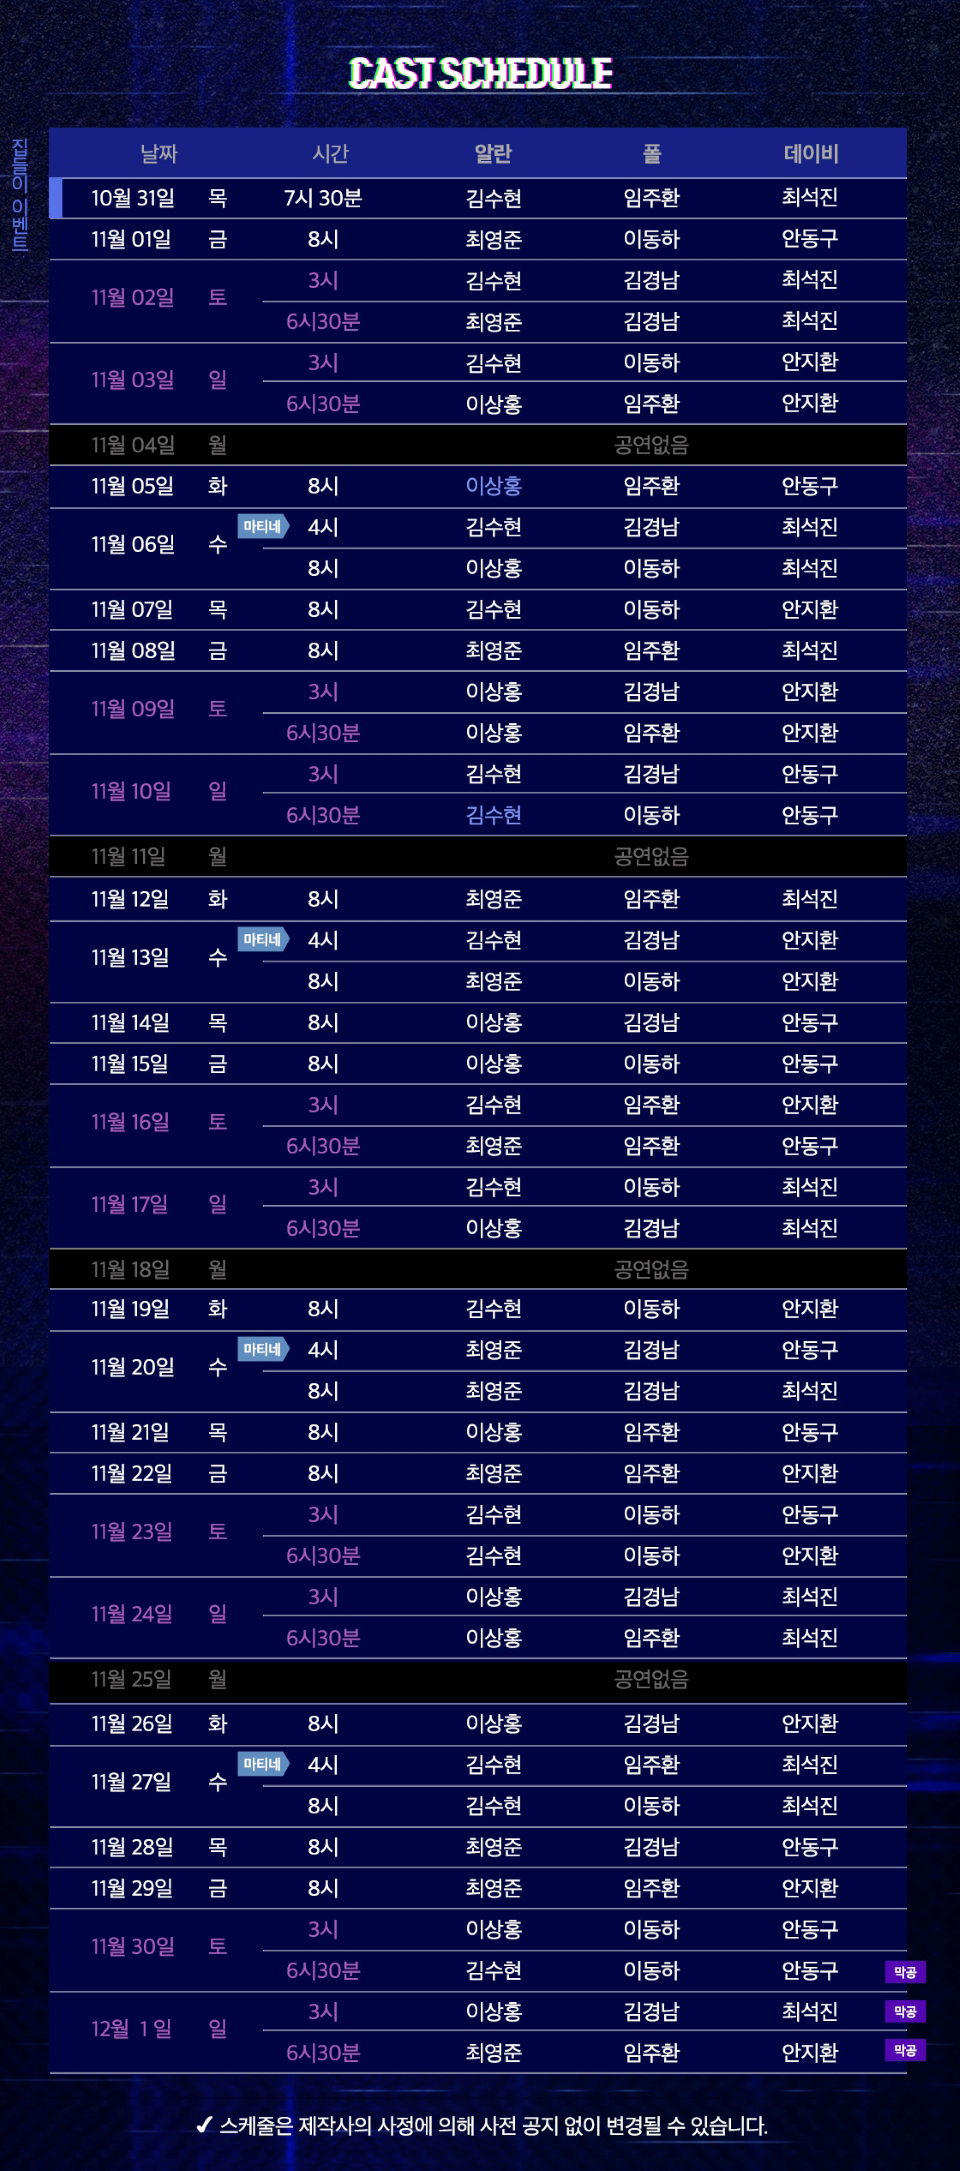 CAST SCHEDULE
집들이 이벤트
날짜 시간 알란 폴 데이비
10월 31일 목 7시 30분 김수현 임주환 최석진
11월 01일 금 8시 최영준 이동하 안동구
11월 02일 토 3시 김수현 김경남 최석진
6시30분 최영준 김경남 최석진
11월 03일 일 3시 김수현 이동하 안지환
6시30분 이상홍 임주환 안지환
11월 04일 월 공연없음
11월 05일 화 8시 이상홍 임주환 안동구
11월 06일 수 마티네 4시 김수현 김경남 최석진
8시 이상홍 이동하 최석진
11월 07일 목 8시 김수현 이동하 안지환
11월 08일 금 8시 최영준 임주환 최석진
11월 09일 토 3시 이상홍 김경남 안지환
6시30분 이상홍 임주환 안지환
11월 10일 일 3시 김수현 김경남 안동구
6시30분 김수현 이동하 안동구
11월 11일 월 공연없음
11월 12일 화 8시 최영준 임주환 최석진
11월 13일 수 마티네 4시 김수현 김경남 안지환
8시 최영준 이동하 안지환
11월 14일 목 8시 이상홍 김경남 안동구
11월 15일 금 8시 이상홍 이동하 안동구
11월 16일 토 3시 김수현 임주환 안지환
6시30분 최영준 임주환 안동구
11월 17일 일 3시 김수현 이동하 최석진
6시30분 이상홍 김경남 최석진
11월 18일 월 공연없음
11월 19일 화 8시 김수현 이동하 안지환
11월 20일 수 마티네 4시 최영준 김경남 안동구
8시 최영준 김경남 최석진
11월 21일 목 8시 이상홍 임주환 안동구
11월 22일 금 8시 최영준 임주환 안지환
11월 23일 토 3시 김수현 이동하 안동구
6시30분 김수현 이동하 안지환
11월 24일 일 3시 이상홍 김경남 최석진
6시30분 이상홍 임주환 최석진
11월 25일 월 공연없음
11월 26일 화 8시 이상홍 김경남 안지환
11월 27일 수 마티네 4시 김수현 임주환 최석진
8시 김수현 이동하 최석진
11월 28일 목 8시 최영준 김경남 안동구
11월 29일 금 8시 최영준 임주환 안지환
11월 30일 토 3시 이상홍 이동하 안동구
6시30분 김수현 이동하 안동구 막공
12월 1 일 일 3시 이상홍 김경남 최석진 막공
6시30분 최영준 임주환 안지환 막공
✓ 스케줄은 제작사의 사정에 의해 사전 공지 없이 변경될 수 있습니다.